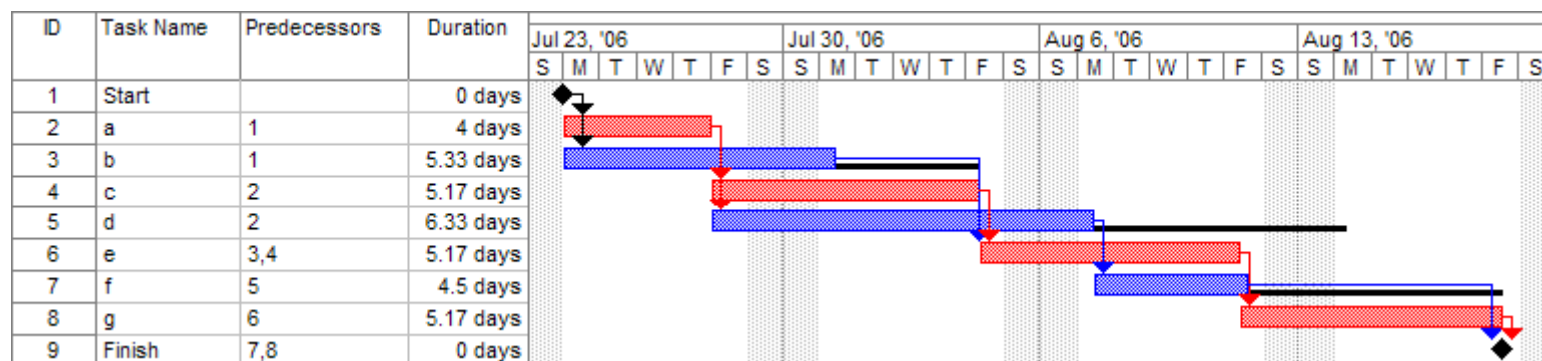 ID Task Name Predecessors Duration
Jul 23, '06 Jul 30, '06 Aug 6, '06 Aug 13, '06
S M T W T F S S M T W T F S S M T W T F S S M T W T F S
1 Start 0 days
2 a 1 4 days
3 b 1 5.33 days
4 c 2 5.17 days
5 d 2 6.33 days
6 e 3,4 5.17 days
7 f 5 4.5 days
8 g 6 5.17 days
9 Finish 7,8 0 days